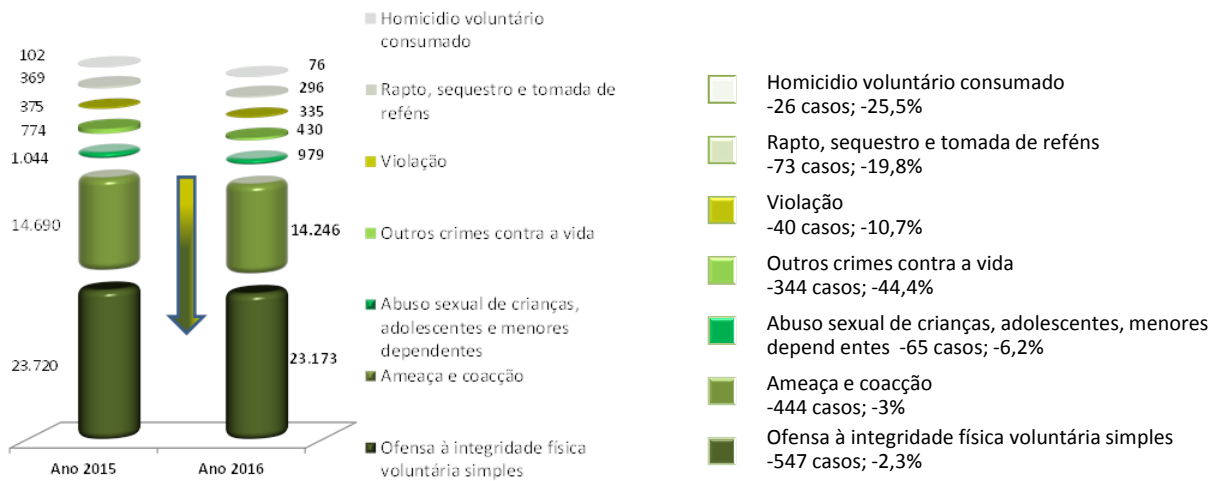 102
369
375
774
1.044
14.690
23.720
76
296
335
430
979
14.246
23.173
Ano 2015
Ano 2016
Homicidio voluntário
consumado
Rapto, sequestro e tomada de
reféns
Violação
Outros crimes contra a vida
Abuso sexual de crianças,
adolescentes e menores
dependentes
Ameaça e coacção
Ofensa à integridade física
voluntária simples
Homicidio voluntário consumado
-26 casos; -25,5%
Rapto, sequestro e tomada de reféns
-73 casos; -19,8%
Violação
-40 casos; -10,7%
Outros crimes contra a vida
-344 casos; -44,4%
Abuso sexual de crianças, adolescentes, menores
depend entes -65 casos; -6,2%
Ameaça e coacção
-444 casos; -3%
Ofensa à integridade física voluntária simples
-547 casos; -2,3%